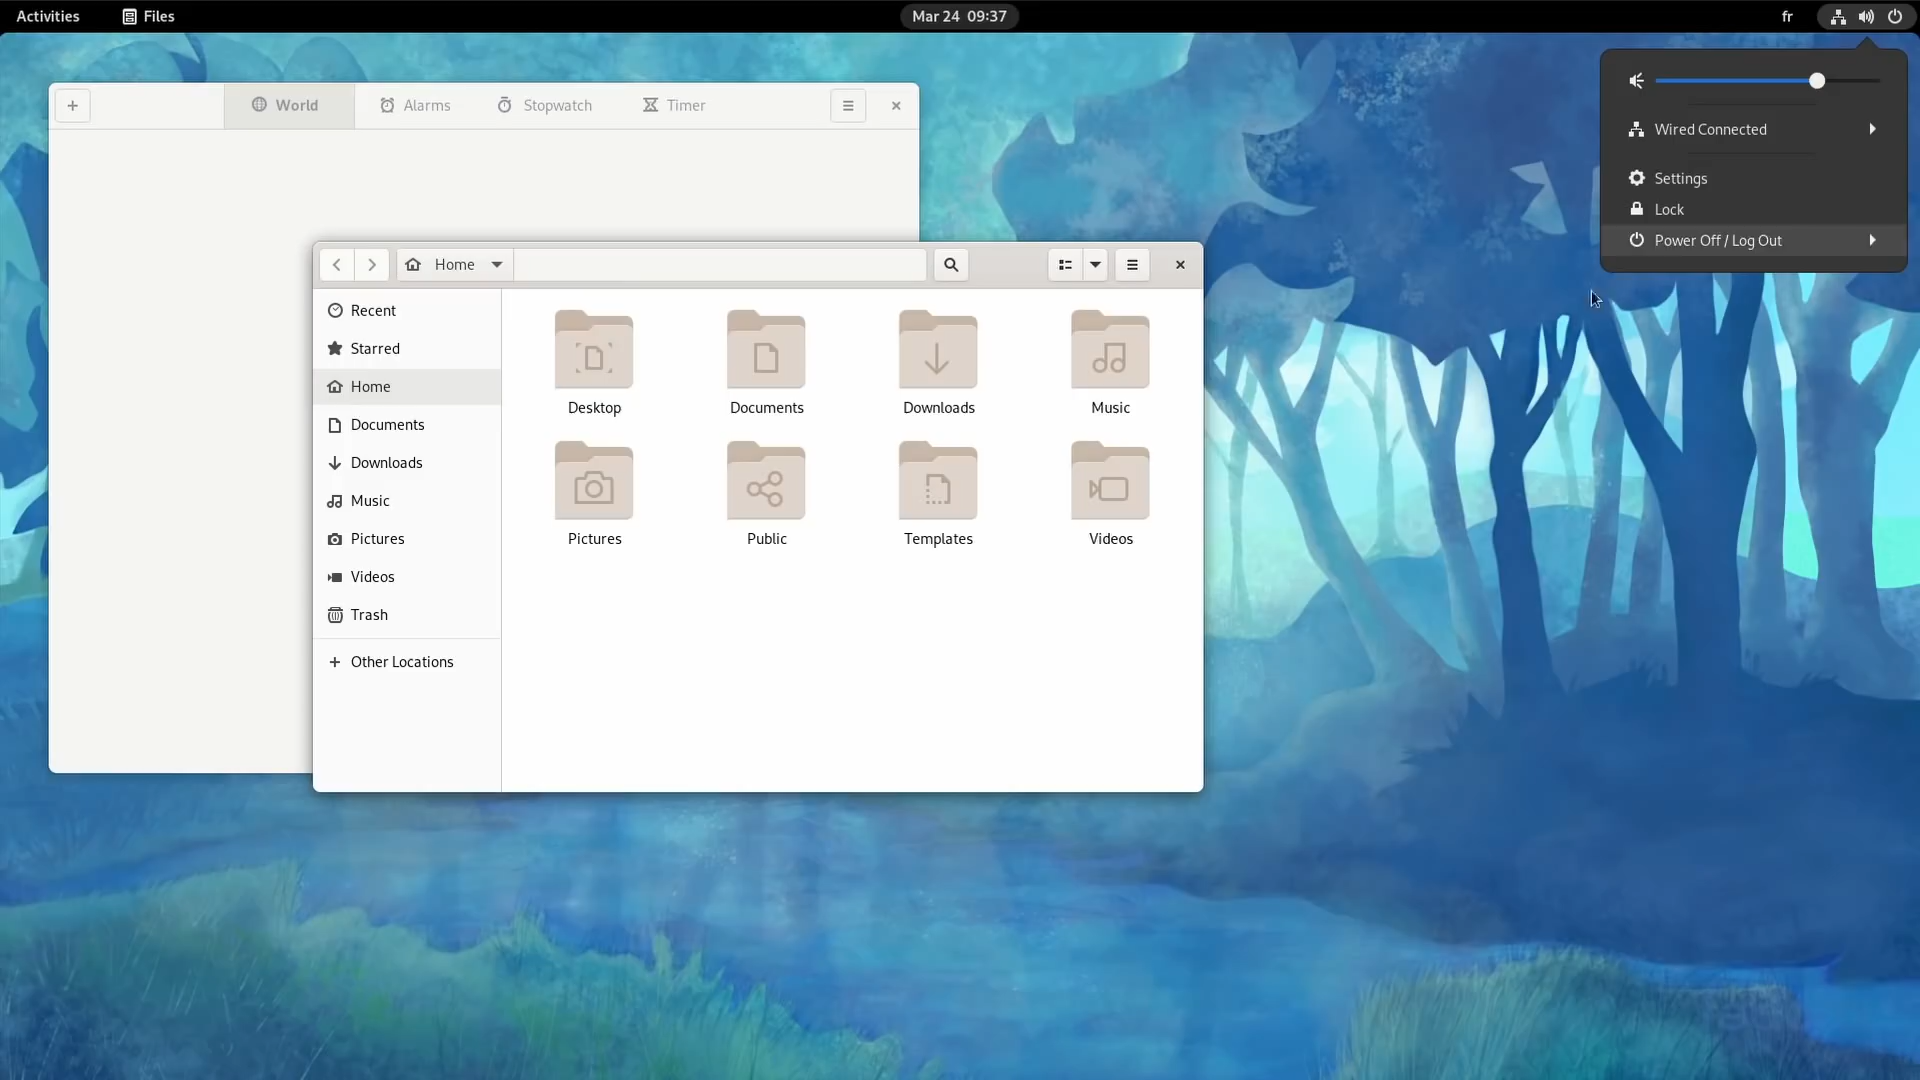 Activities Files Mar 24 09:37 fr
World Alarms Stopwatch Timer
Wired Connected
Settings
Lock
Power Off / Log Out
Home
Recent
Starred
Home
Documents
Downloads
Music
Pictures
Videos
Trash
Other Locations
Desktop Documents Downloads Music
Pictures Public Templates Videos